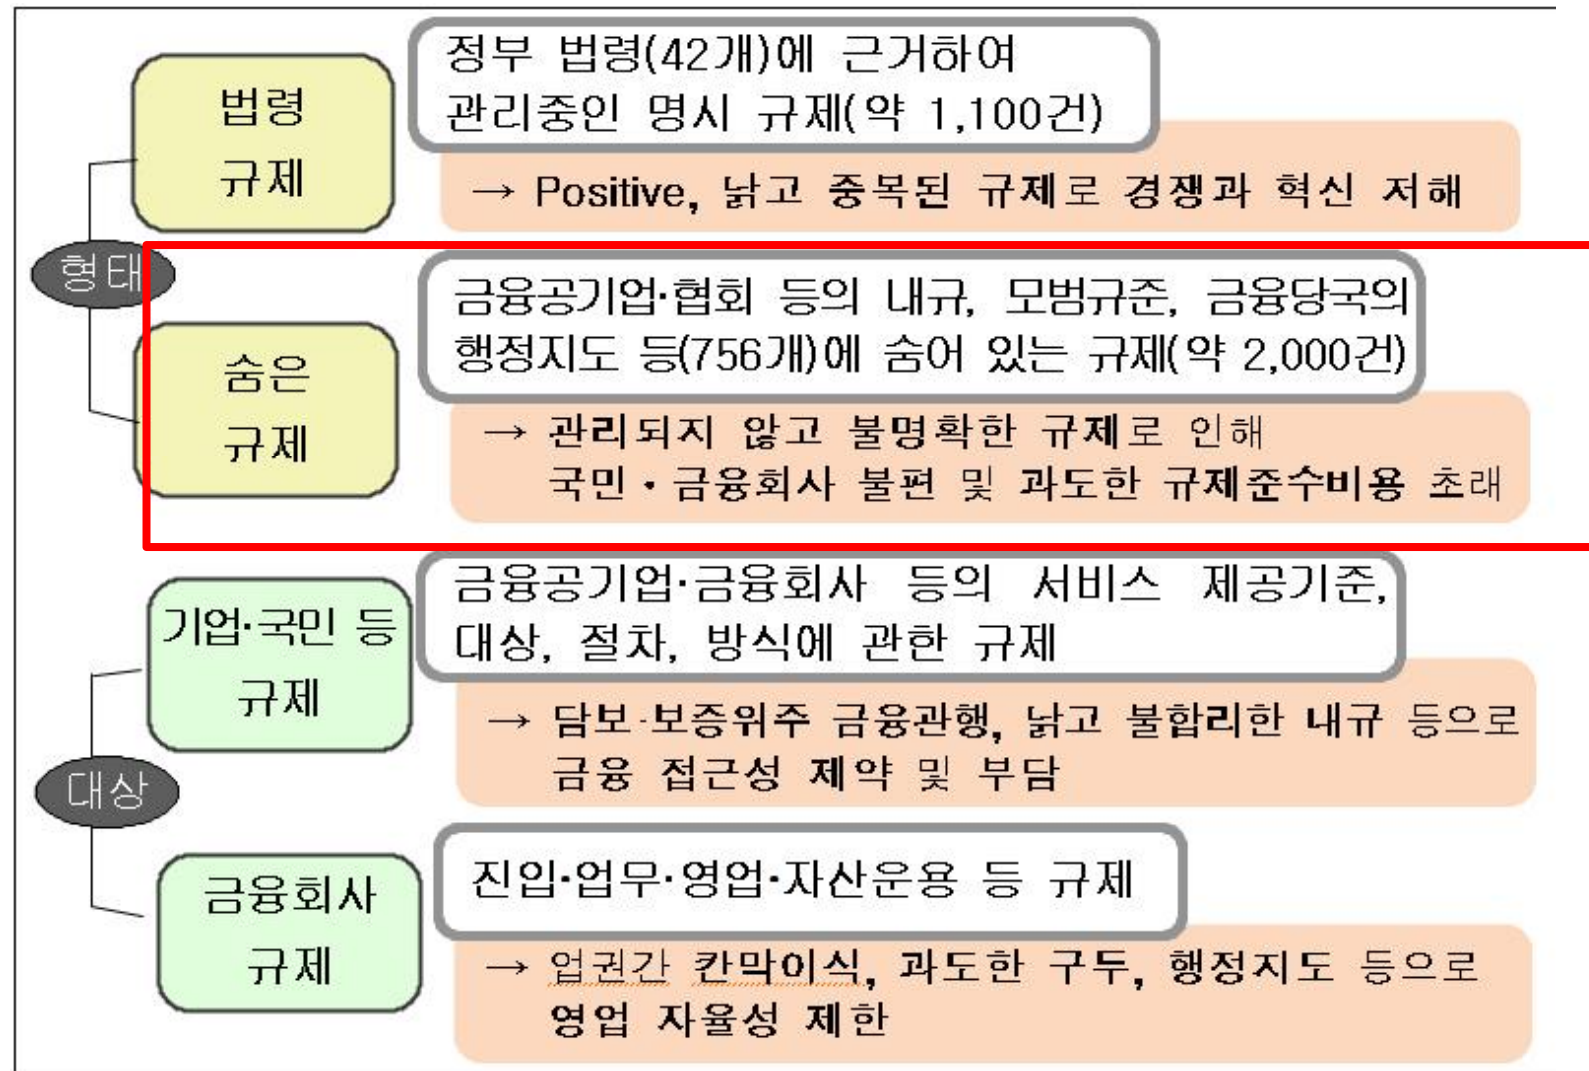 형태
법령
규제
정부 법령(42개)에 근거하여
관리중인 명시 규제(약 1,100건)
→ Positive, 낡고 중복된 규제로 경쟁과 혁신 저해
숨은
규제
금융공기업·협회 등의 내규, 모범규준, 금융당국의
행정지도 등(756개)에 숨어 있는 규제(약 2,000건)
→ 관리되지 않고 불명확한 규제로 인해
국민·금융회사 불편 및 과도한 규제준수비용 초래
대상
기업·국민 등
규제
금융공기업·금융회사 등의 서비스 제공기준,
대상, 절차, 방식에 관한 규제
→ 담보·보증위주 금융관행, 낡고 불합리한 내규 등으로
금융 접근성 제약 및 부담
금융회사
규제
진입·업무·영업·자산운용 등 규제
→ 업권간 칸막이식, 과도한 구두, 행정지도 등으로
영업 자율성 제한